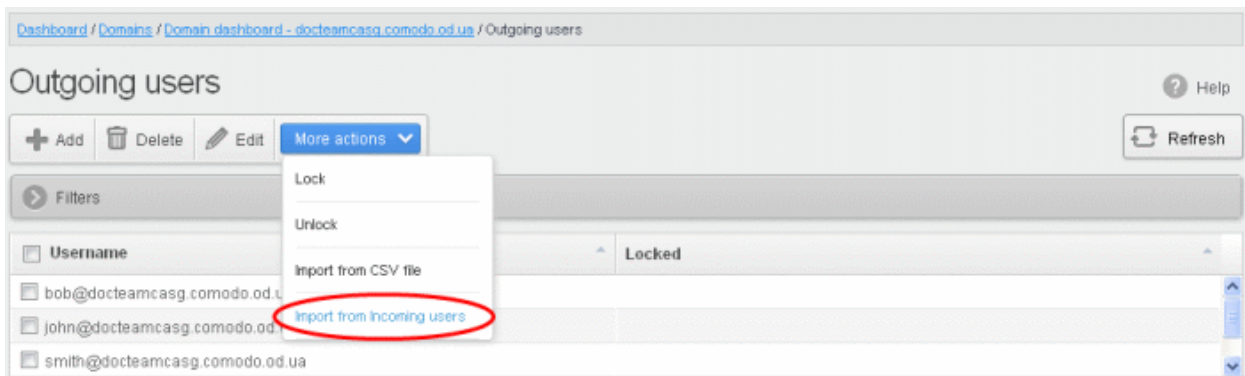 Dashboard / Domains / Domain dashboard - docteamcasg.comodo.od.ua / Outgoing users
Outgoing users
Help
Add Delete Edit More actions Refresh
Lock
Filters
Unlock
Username Locked
Import from CSV file
bob@docteamcasg.comodo.od.u
Import from Incoming users
john@docteamcasg.comodo.od.
smith@docteamcasg.comodo.od.ua